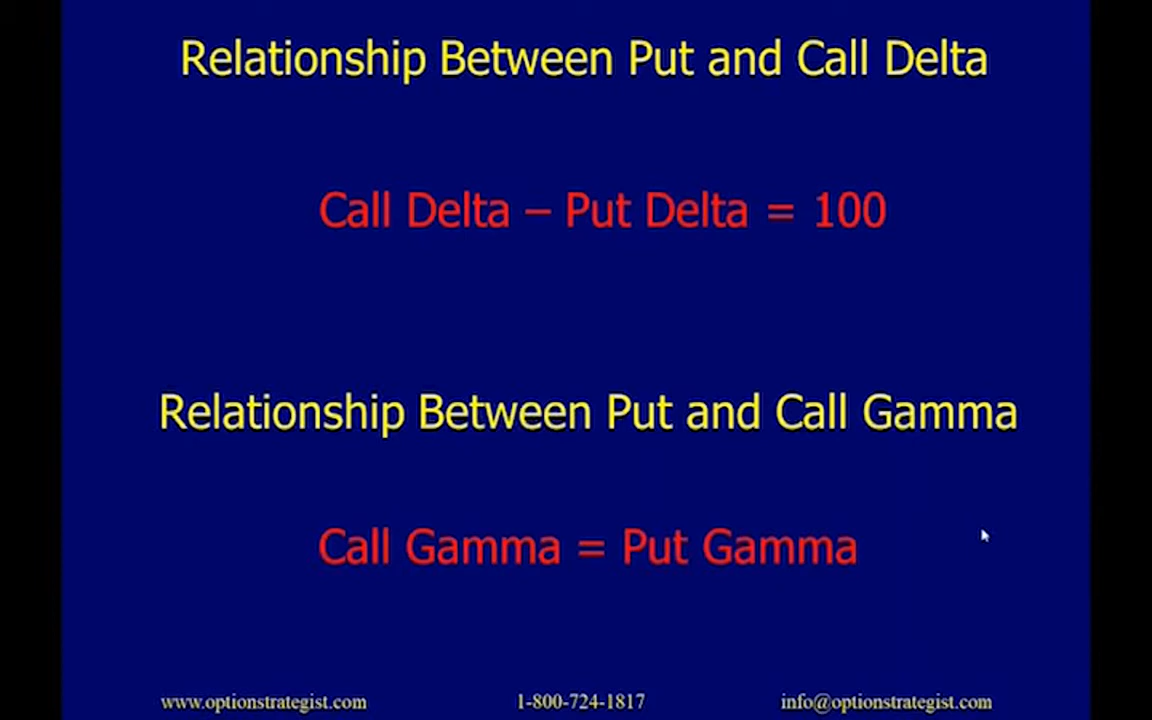 Relationship Between Put and Call Delta
Call Delta – Put Delta = 100
Relationship Between Put and Call Gamma
Call Gamma = Put Gamma
www.optionstrategist.com 1-800-724-1817 info@optionstrategist.com